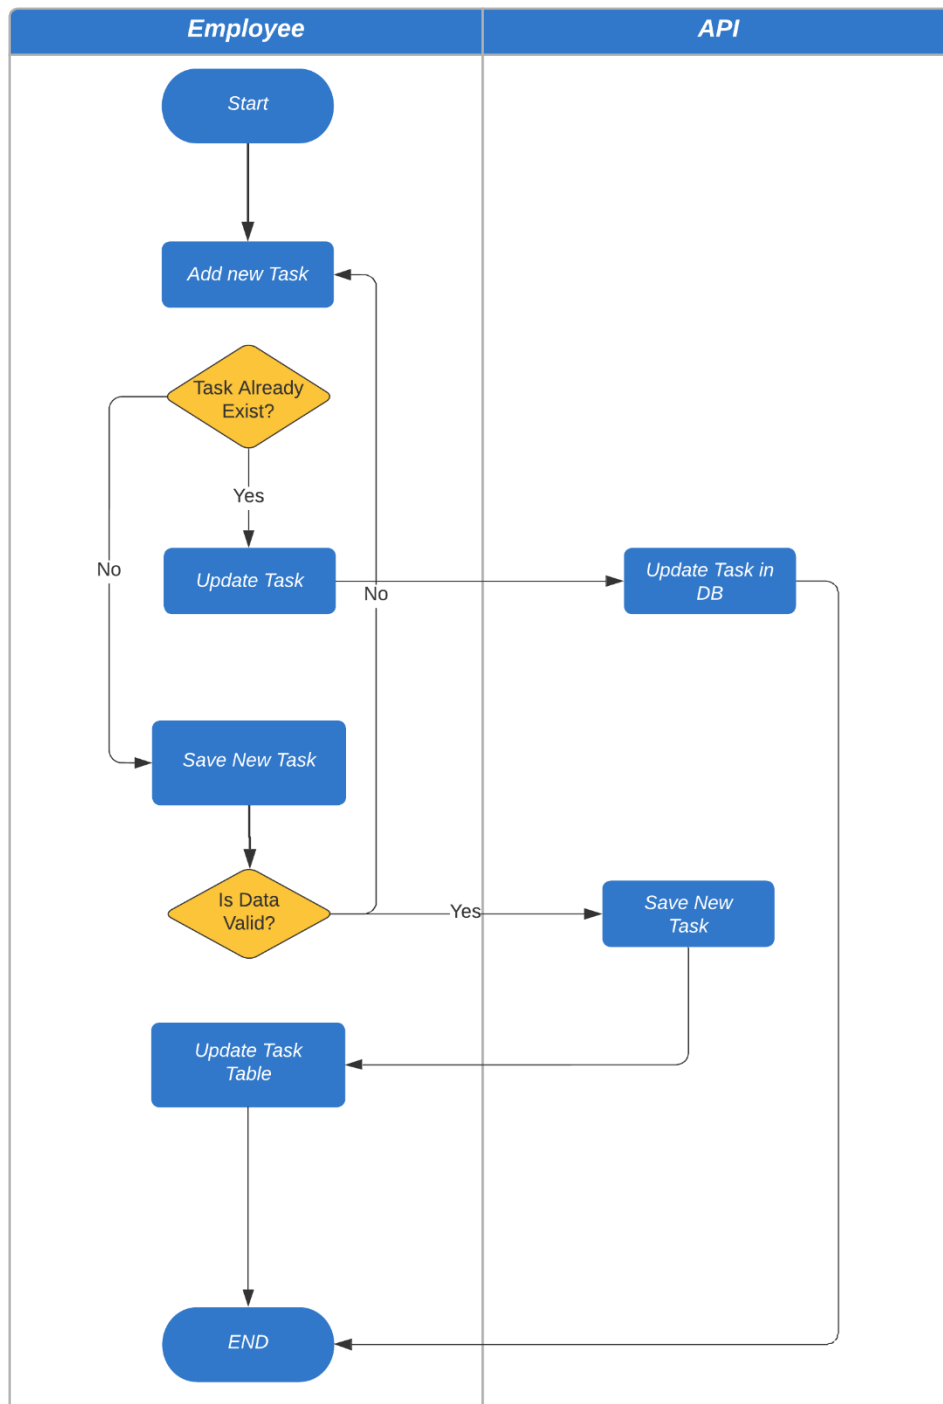 Employee
API
Start
Add new Task
Task Already
Exist?
Yes
No
Update Task
No
Update Task in
DB
Save New Task
Is Data
Valid?
Yes
Save New
Task
Update Task
Table
END